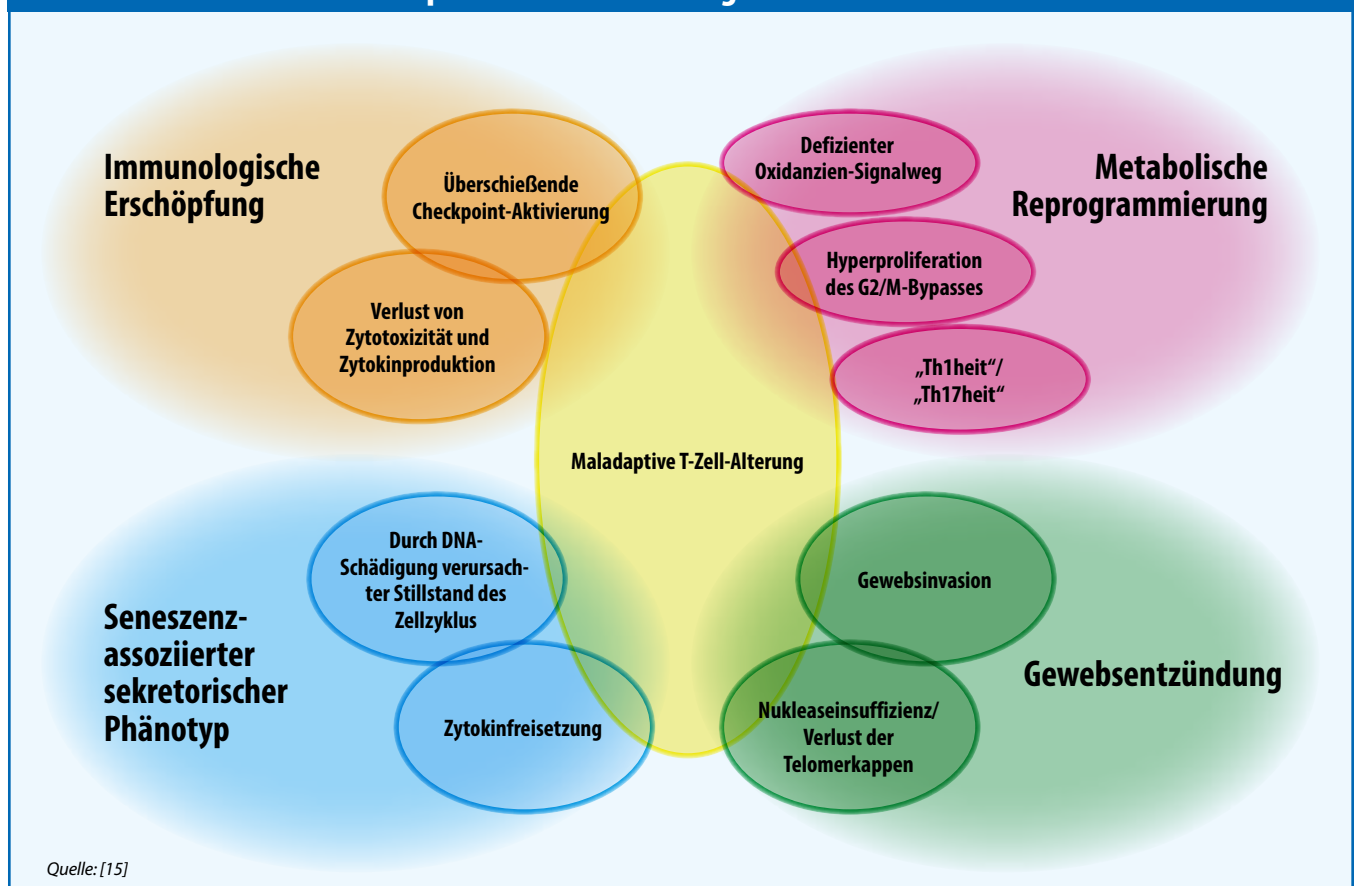 Immunologische
Erschöpfung
Überschießende
Checkpoint-Aktivierung
Verlust von
Zytotoxizität und
Zytokinproduktion
Defizienter
Oxidanzien-Signalweg
Hyperproliferation
des G2/M-Bypasses
„Th1heit“/
„Th17heit“
Metabolische
Reprogrammierung
Maladaptive T-Zell-Alterung
Seneszenz-
assoziierter
sekretorischer
Phänotyp
Durch DNA-
Schädigung verursach-
ter Stillstand des
Zellzyklus
Zytokinfreisetzung
Gewebsinvasion
Nukleaseinsuffizienz/
Verlust der
Telomerkappen
Gewebsentzündung
Quelle: [15]